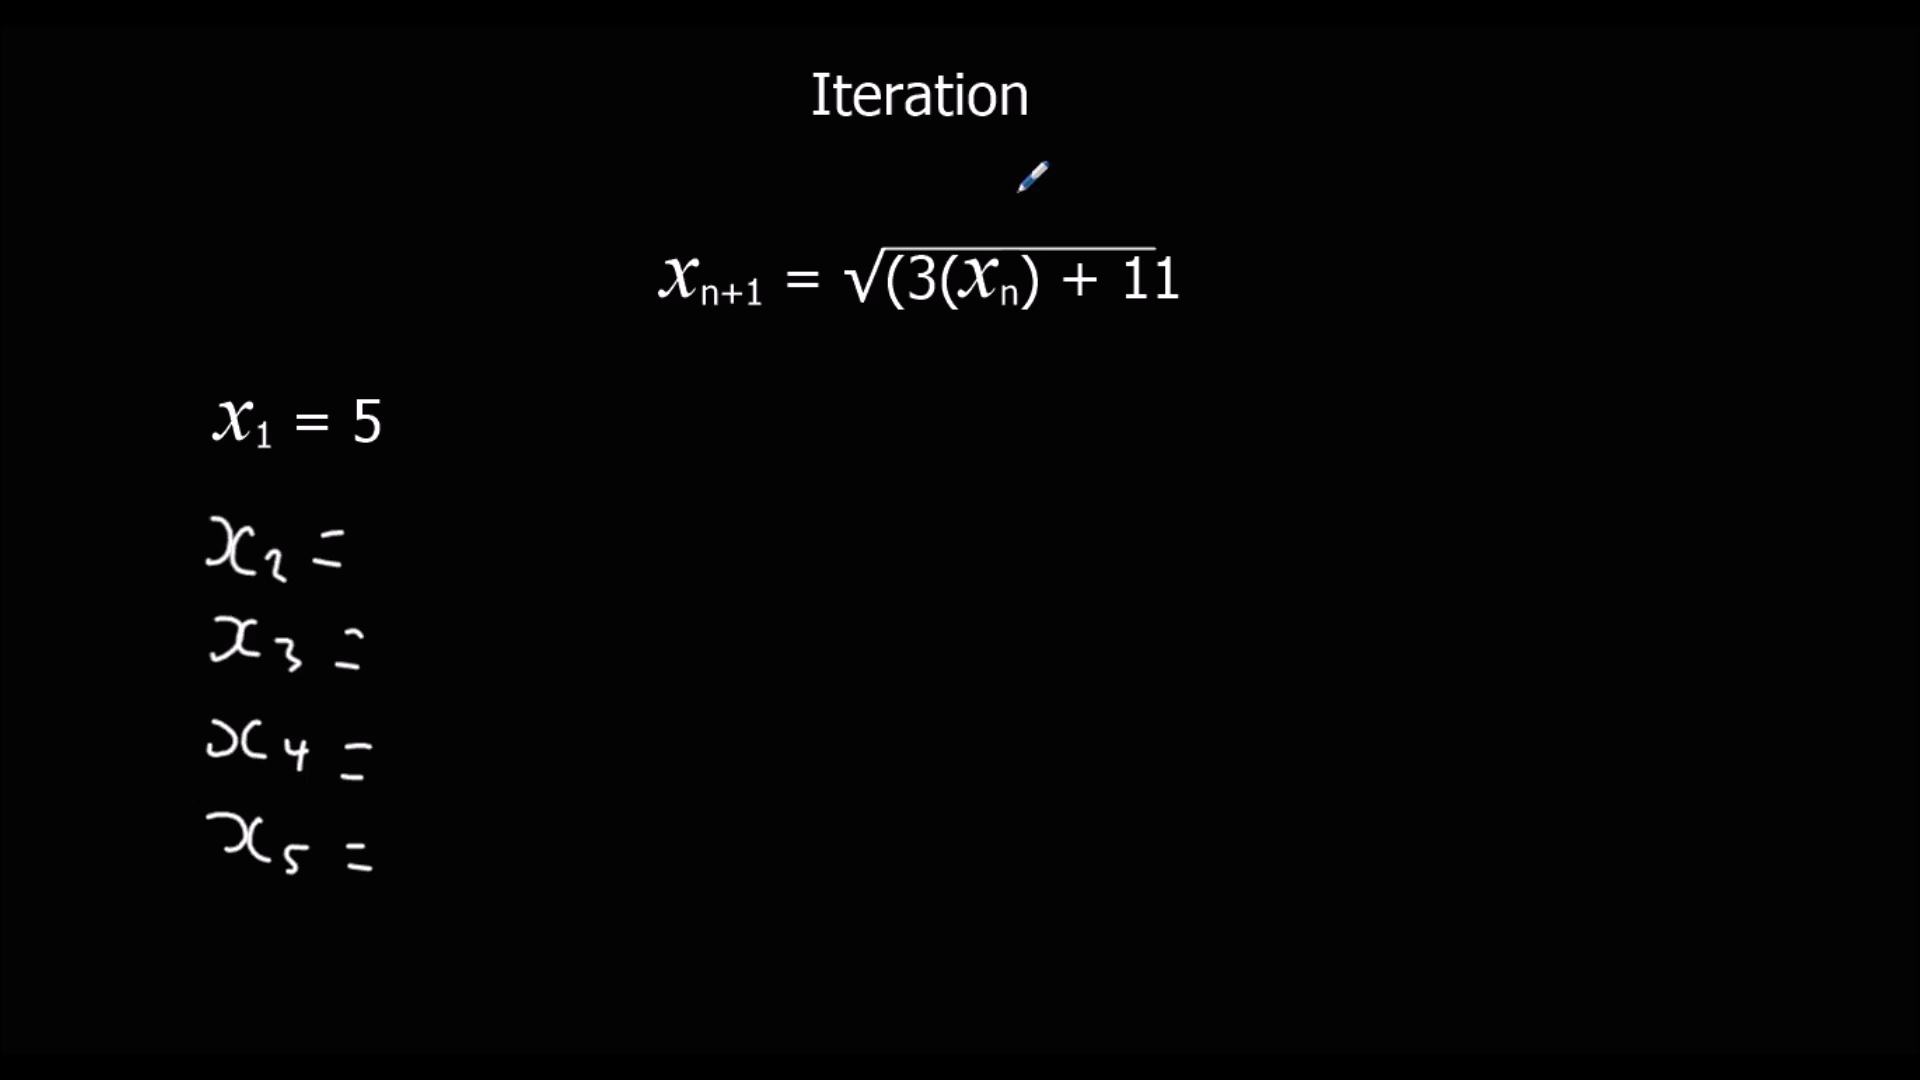 Iteration
xₙ₊₁ = √(3(xₙ) + 11
x₁ = 5
x₂ =
x₃ =
x₄ =
x₅ =